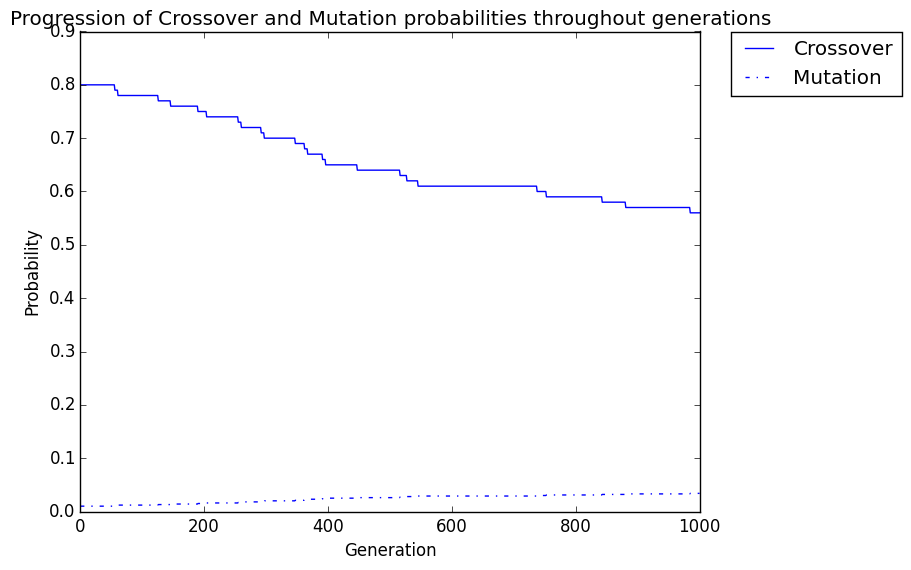 Progression of Crossover and Mutation probabilities throughout generations
0.9
0.8
0.7
0.6
0.5
0.4
0.3
0.2
0.1
0.0
Probability
0 200 400 600 800 1000
Generation
Crossover
Mutation